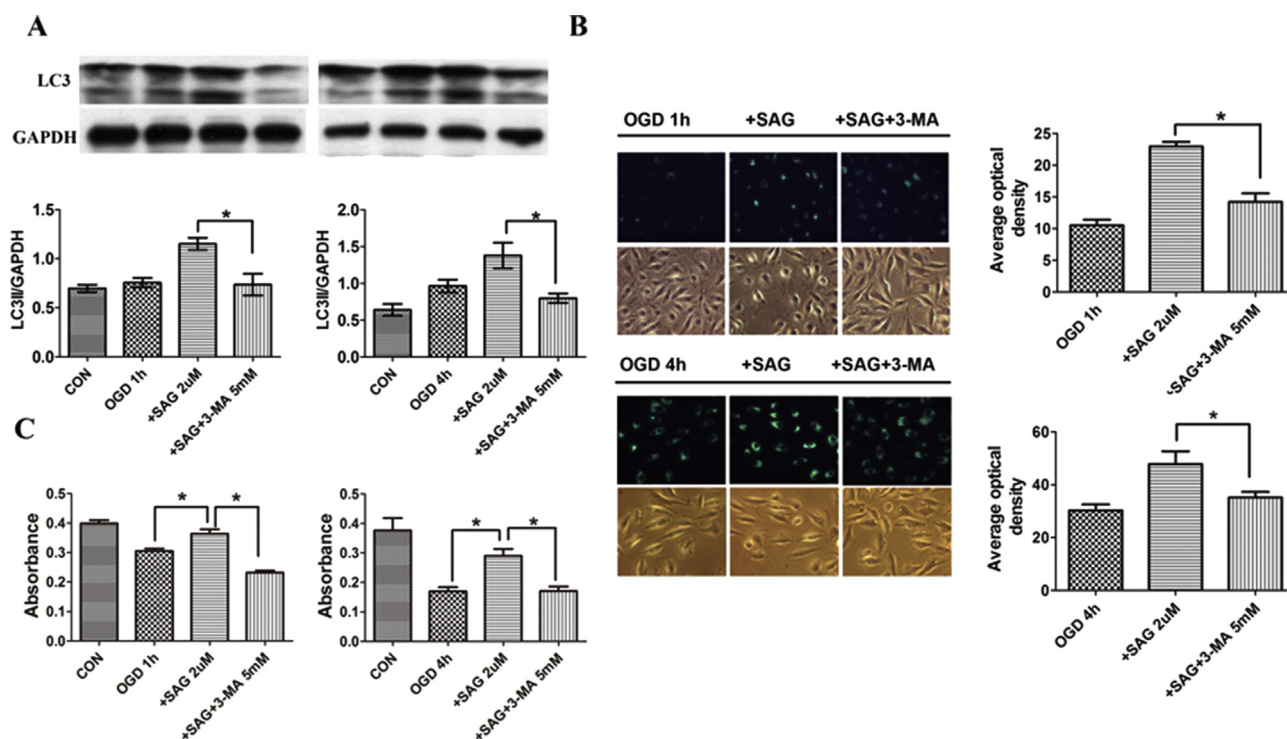 A
LC3
GAPDH
LC3II/GAPDH
1.5
1.0
0.5
0.0
*
CON
OGD 1h
+SAG 2uM
+SAG+3-MA 5mM
LC3II/GAPDH
2.0
1.5
1.0
0.5
0.0
*
CON
OGD 4h
+SAG 2uM
+SAG+3-MA 5mM
B
OGD 1h +SAG +SAG+3-MA
OGD 4h +SAG +SAG+3-MA
Average optical
density
25
20
15
10
5
0
*
OGD 1h
+SAG 2uM
+SAG+3-MA 5mM
Average optical
density
60
40
20
0
*
OGD 4h
+SAG 2uM
+SAG+3-MA 5mM
C
Absorbance
0.5
0.4
0.3
0.2
0.1
0.0
* *
CON
OGD 1h
+SAG 2uM
+SAG+3-MA 5mM
Absorbance
0.5
0.4
0.3
0.2
0.1
0.0
* *
CON
OGD 4h
+SAG 2uM
+SAG+3-MA 5mM